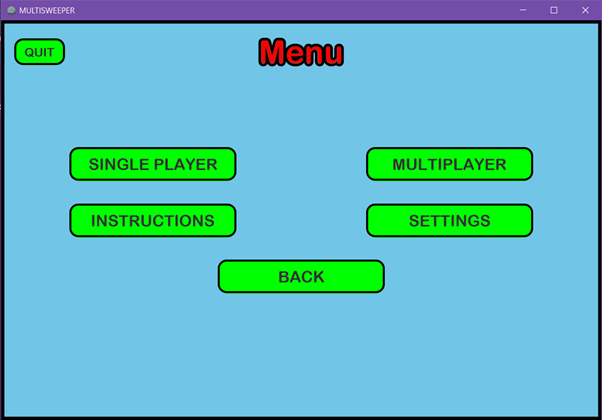 MULTISWEEPER
QUIT
Menu
SINGLE PLAYER
MULTIPLAYER
INSTRUCTIONS
SETTINGS
BACK